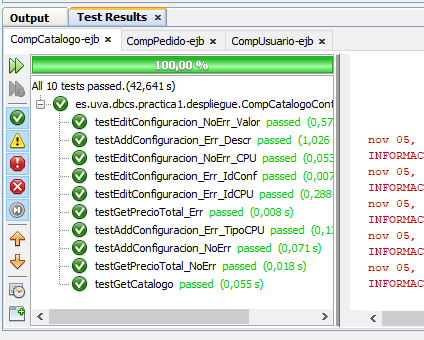 Output
Test Results
CompCatalogo-ejb
CompPedido-ejb
CompUsuario-ejb
100,00 %
All 10 tests passed.(42,641 s)
es.uva.dbcs.practica1.despliegue.CompCatalogoCont
testEditConfiguracion_NoErr_Valor passed (0,57
testAddConfiguracion_Err_Descr passed (1,026 s)
testEditConfiguracion_NoErr_CPU passed (0,053
testEditConfiguracion_Err_IdConf passed (0,007
testEditConfiguracion_Err_IdCPU passed (0,288
testGetPrecioTotal_Err passed (0,008 s)
testAddConfiguracion_Err_TipoCPU passed (0,13
testAddConfiguracion_NoErr passed (0,071 s)
testGetPrecioTotal_NoErr passed (0,018 s)
testGetCatalogo passed (0,055 s)
nov 05,
INFORMAC
nov 05,
INFORMAC
nov 05,
INFORMAC
nov 05,
INFORMAC
nov 05,
INFORMAC